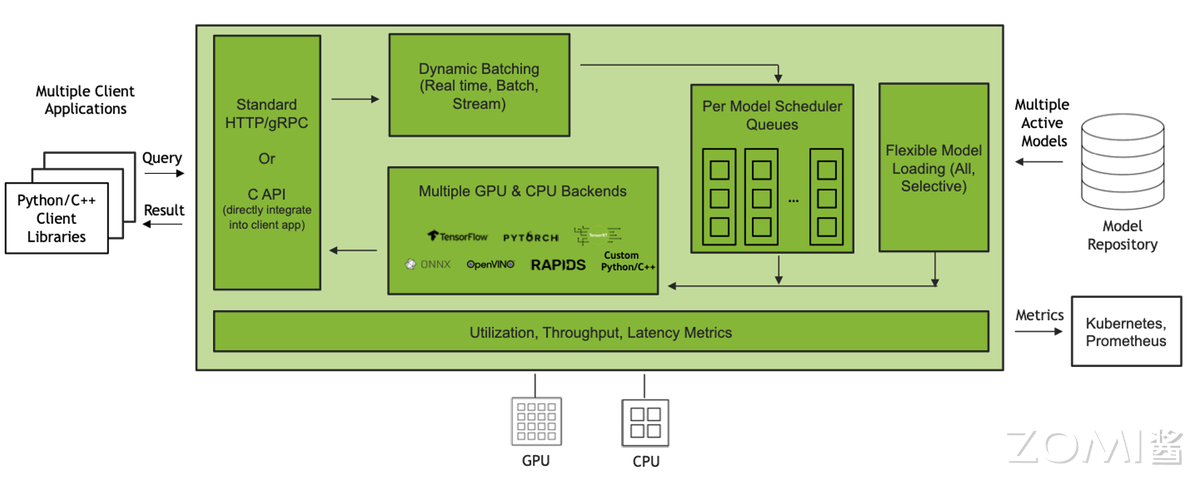 Multiple Client
Applications
Python/C++
Client
Libraries
Query
Result
Standard
HTTP/gRPC
Or
C API
(directly integrate
into client app)
Dynamic Batching
(Real time, Batch,
Stream)
Multiple GPU & CPU Backends
TensorFlow
PYTORCH
TensorRT
ONNX
OpenVINO
RAPIDS
Custom
Python/C++
Per Model Scheduler
Queues
...
Flexible Model
Loading (All,
Selective)
Multiple
Active
Models
Model
Repository
Utilization, Throughput, Latency Metrics
Metrics
Kubernetes,
Prometheus
GPU
CPU
ZOMI酱